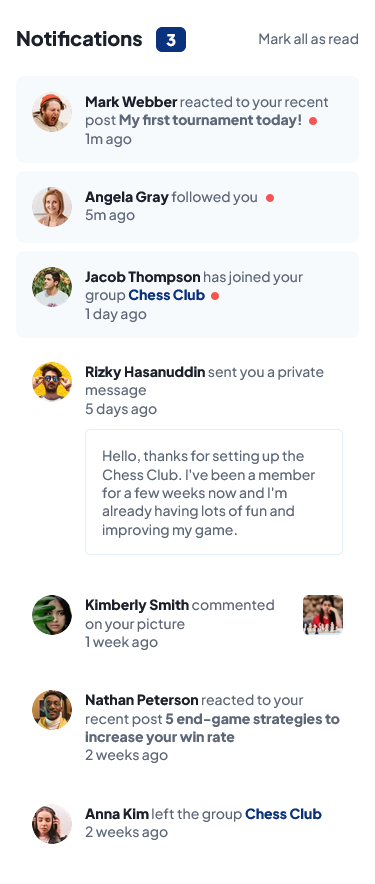 Notifications 3 Mark all as read
Mark Webber reacted to your recent
post My first tournament today!
1m ago
Angela Gray followed you
5m ago
Jacob Thompson has joined your
group Chess Club
1 day ago
Rizky Hasanuddin sent you a private
message
5 days ago
Hello, thanks for setting up the
Chess Club. I've been a member
for a few weeks now and I'm
already having lots of fun and
improving my game.
Kimberly Smith commented
on your picture
1 week ago
Nathan Peterson reacted to your
recent post 5 end-game strategies to
increase your win rate
2 weeks ago
Anna Kim left the group Chess Club
2 weeks ago